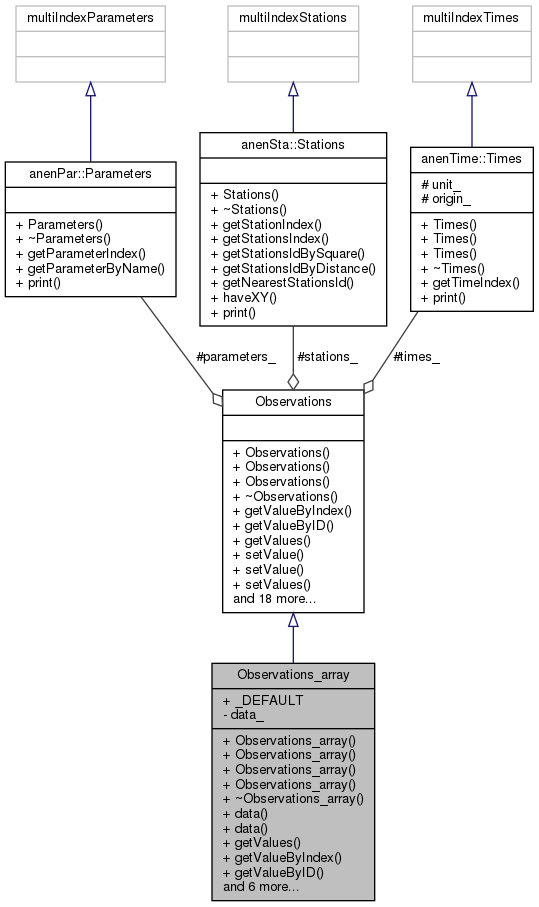 multiIndexParameters
multiIndexStations
multiIndexTimes
anenPar::Parameters
+ Parameters()
+ ~Parameters()
+ getParameterIndex()
+ getParameterByName()
+ print()
anenSta::Stations
+ Stations()
+ ~Stations()
+ getStationIndex()
+ getStationsIndex()
+ getStationsIdBySquare()
+ getStationsIdByDistance()
+ getNearestStationsId()
+ haveXY()
+ print()
anenTime::Times
# unit_
# origin_
+ Times()
+ Times()
+ Times()
+ ~Times()
+ getTimeIndex()
+ print()
#parameters_
#stations_
#times_
Observations
+ Observations()
+ Observations()
+ Observations()
+ ~Observations()
+ getValueByIndex()
+ getValueByID()
+ getValues()
+ setValue()
+ setValue()
+ setValues()
and 18 more...
Observations_array
+ _DEFAULT
- data_
+ Observations_array()
+ Observations_array()
+ Observations_array()
+ Observations_array()
+ ~Observations_array()
+ data()
+ data()
+ getValues()
+ getValueByIndex()
+ getValueByID()
and 6 more...